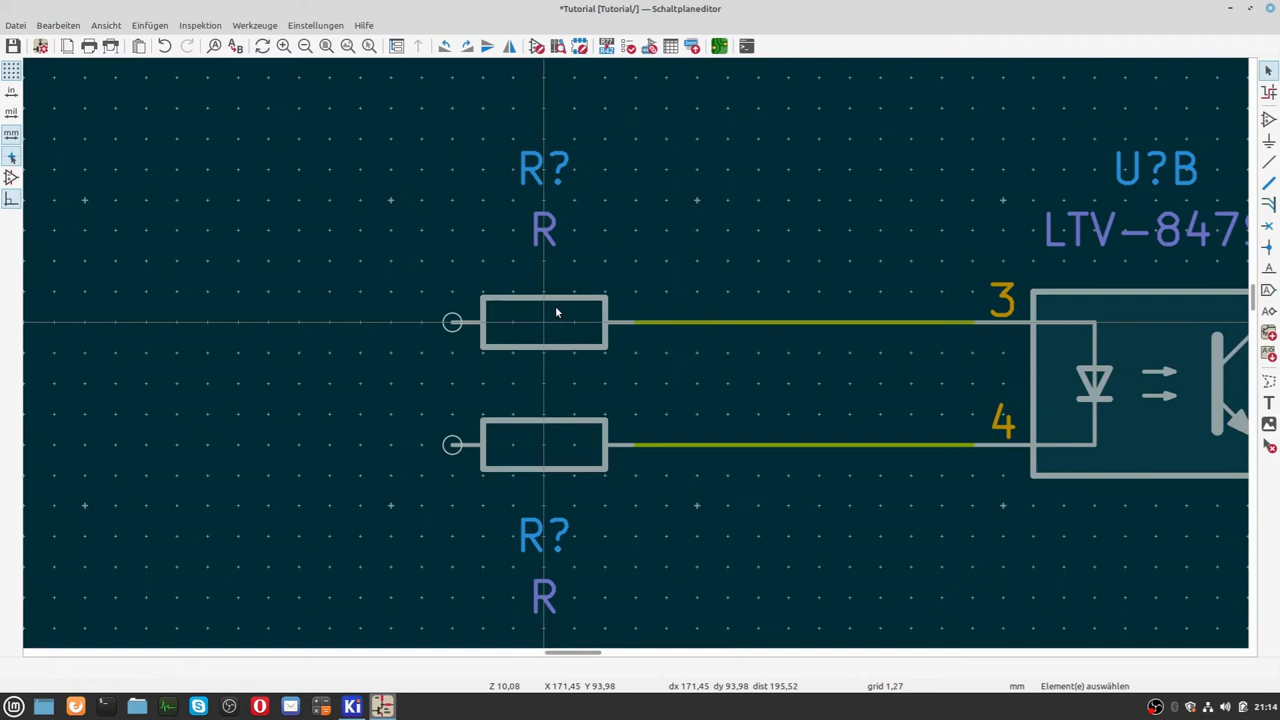 *Tutorial [Tutorial/] — Schaltplaneditor
Datei Bearbeiten Ansicht Einfügen Inspektion Werkzeuge Einstellungen Hilfe
in
mil
mm
R?
R
U?B
LTV-8479
3
4
R?
R
Z 10,08 X 171,45 Y 93,98 dx 171,45 dy 93,98 dist 195,52 grid 1,27 mm Element(e) auswählen
Ki
21:14